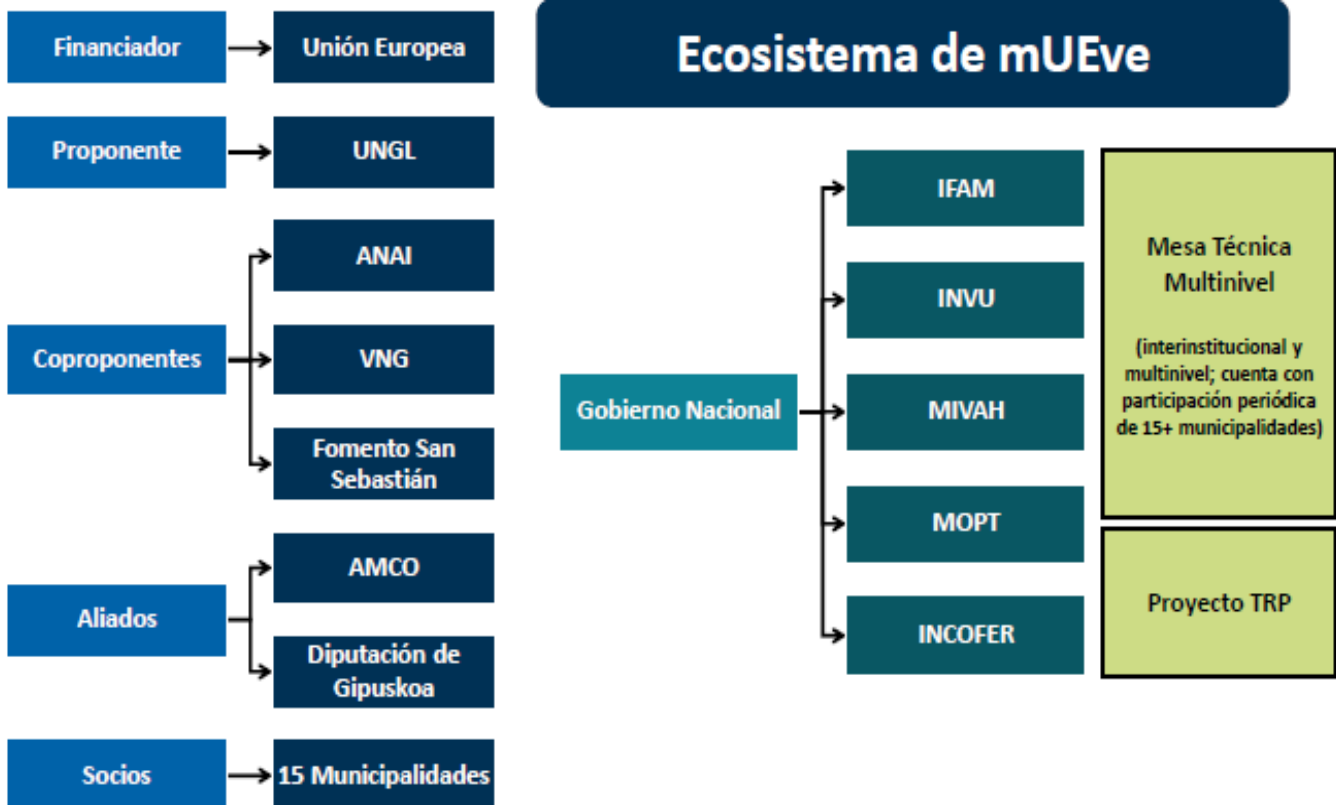 Ecosistema de mUEve
Financiador
Unión Europea
Proponente
UNGL
Coproponentes
ANAI
VNG
Fomento San
Sebastián
Aliados
AMCO
Diputación de
Gipuskoa
Socios
15 Municipalidades
Gobierno Nacional
IFAM
INVU
MIVAH
MOPT
INCOFER
Mesa Técnica
Multinivel
(interinstitucional y
multinivel; cuenta con
participación periódica
de 15+ municipalidades)
Proyecto TRP